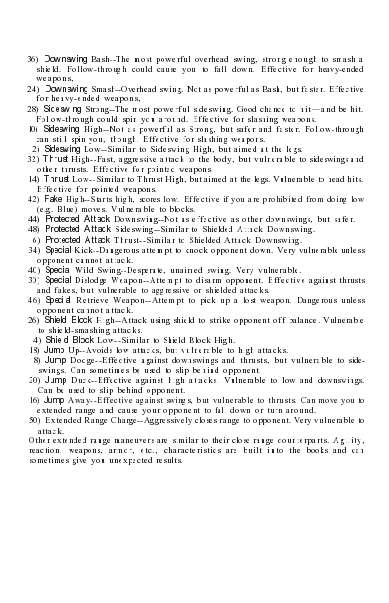 36) Downswing Bash--The most powerful overhead swing, strong enough to smash a
shield. Follow-through could cause you to fall down. Effective for heavy-ended
weapons.
24) Downswing Smash--Overhead swing. Not as powerful as Bash, but faster. Effective
for heavy-ended weapons.
28) Sideswing Strong--The most powerful sideswing. Good chance to hit—and be hit.
Follow-through could spin you around. Effective for slashing weapons.
10) Sideswing High--Not as powerful as Strong, but safer and faster. Follow-through
can still spin you, though. Effective for slashing weapons.
2) Sideswing Low--Similar to Sideswing High, but aimed at the legs.
32) Thrust High--Fast, aggressive attack to the body, but vulnerable to sideswings and
other thrusts. Effective for pointed weapons.
14) Thrust Low--Similar to Thrust High, but aimed at the legs. Vulnerable to head hits.
Effective for pointed weapons.
42) Fake High--Starts high, scores low. Effective if you are prohibited from doing low
(e.g. Blue) moves. Vulnerable to blocks.
44) Protected Attack Downswing--Not as effective as other downswings, but safer.
48) Protected Attack Sideswing--Similar to Shielded Attack Downswing.
6) Protected Attack Thrust--Similar to Shielded Attack Downswing.
34) Special Kick--Dangerous attempt to knock opponent down. Very vulnerable unless
opponent cannot attack.
40) Special Wild Swing--Desperate, unaimed swing. Very vulnerable.
30) Special Dislodge Weapon--Attempt to disarm opponent. Effective against thrusts
and fakes, but vulnerable to aggressive or shielded attacks.
46) Special Retrieve Weapon--Attempt to pick up a lost weapon. Dangerous unless
opponent cannot attack.
26) Shield Block High--Attack using shield to strike opponent off balance. Vulnerable
to shield-smashing attacks.
4) Shield Block Low--Similar to Shield Block High.
18) Jump Up--Avoids low attacks, but vulnerable to high attacks.
8) Jump Dodge--Effective against downswings and thrusts, but vulnerable to side-
swings. Can sometimes be used to slip behind opponent.
20) Jump Duck--Effective against high attacks. Vulnerable to low and downswings.
Can be used to slip behind opponent.
16) Jump Away--Effective against swings, but vulnerable to thrusts. Can move you to
extended range and cause your opponent to fall down or turn around.
50) Extended Range Charge--Aggressively closes range to opponent. Very vulnerable to
attack.
Other extended range maneuvers are similar to their close range counterparts. Agility,
reaction, weapons, armor, etc., characteristics are built into the books and can
sometimes give you unexpected results.